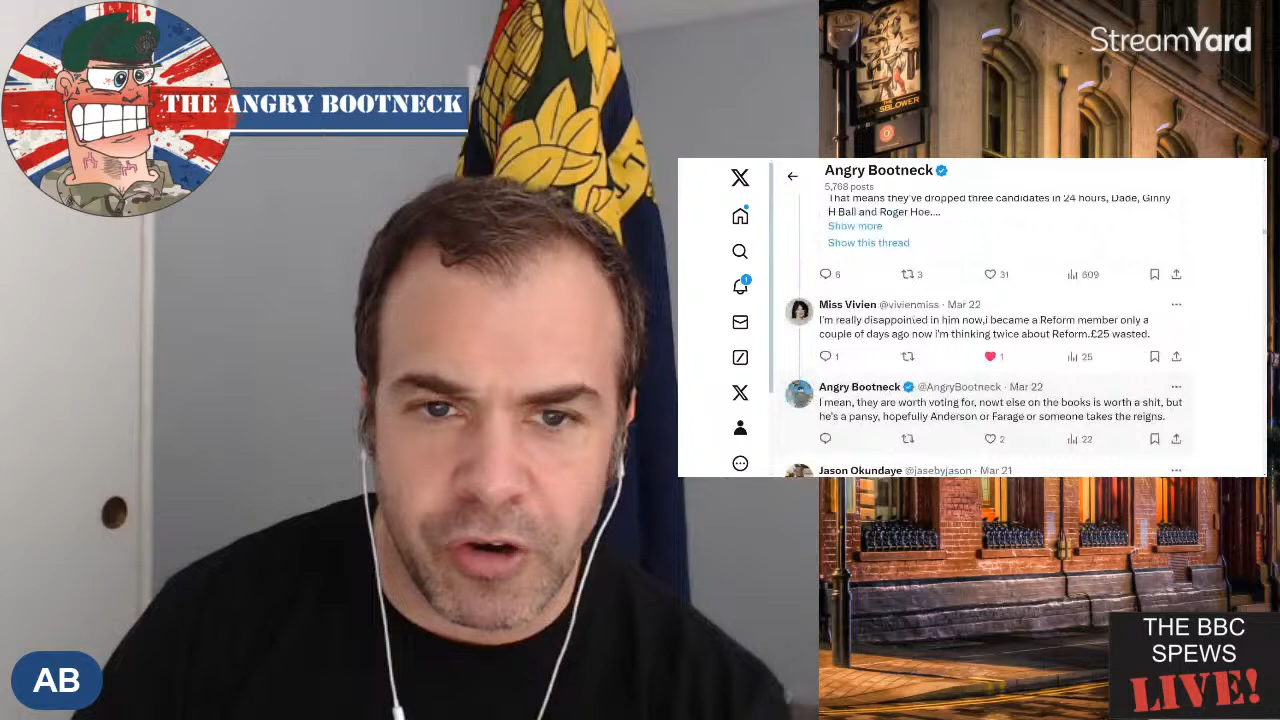 THE ANGRY BOOTNECK
StreamYard
THE
SBLOWER
Angry Bootneck
5,768 posts
That means they've dropped three candidates in 24 hours, Dade, Ginny
H Ball and Roger Hoe....
Show more
Show this thread
6 3 31 609
Miss Vivien @vivienmiss · Mar 22
I'm really disappointed in him now,i became a Reform member only a
couple of days ago now i'm thinking twice about Reform.£25 wasted.
1 1 25
Angry Bootneck @AngryBootneck · Mar 22
I mean, they are worth voting for, nowt else on the books is worth a shit, but
he's a pansy, hopefully Anderson or Farage or someone takes the reigns.
2 22
Jason Okundaye @jasebyjason · Mar 21
1
AB
THE BBC
SPEWS
LIVE!